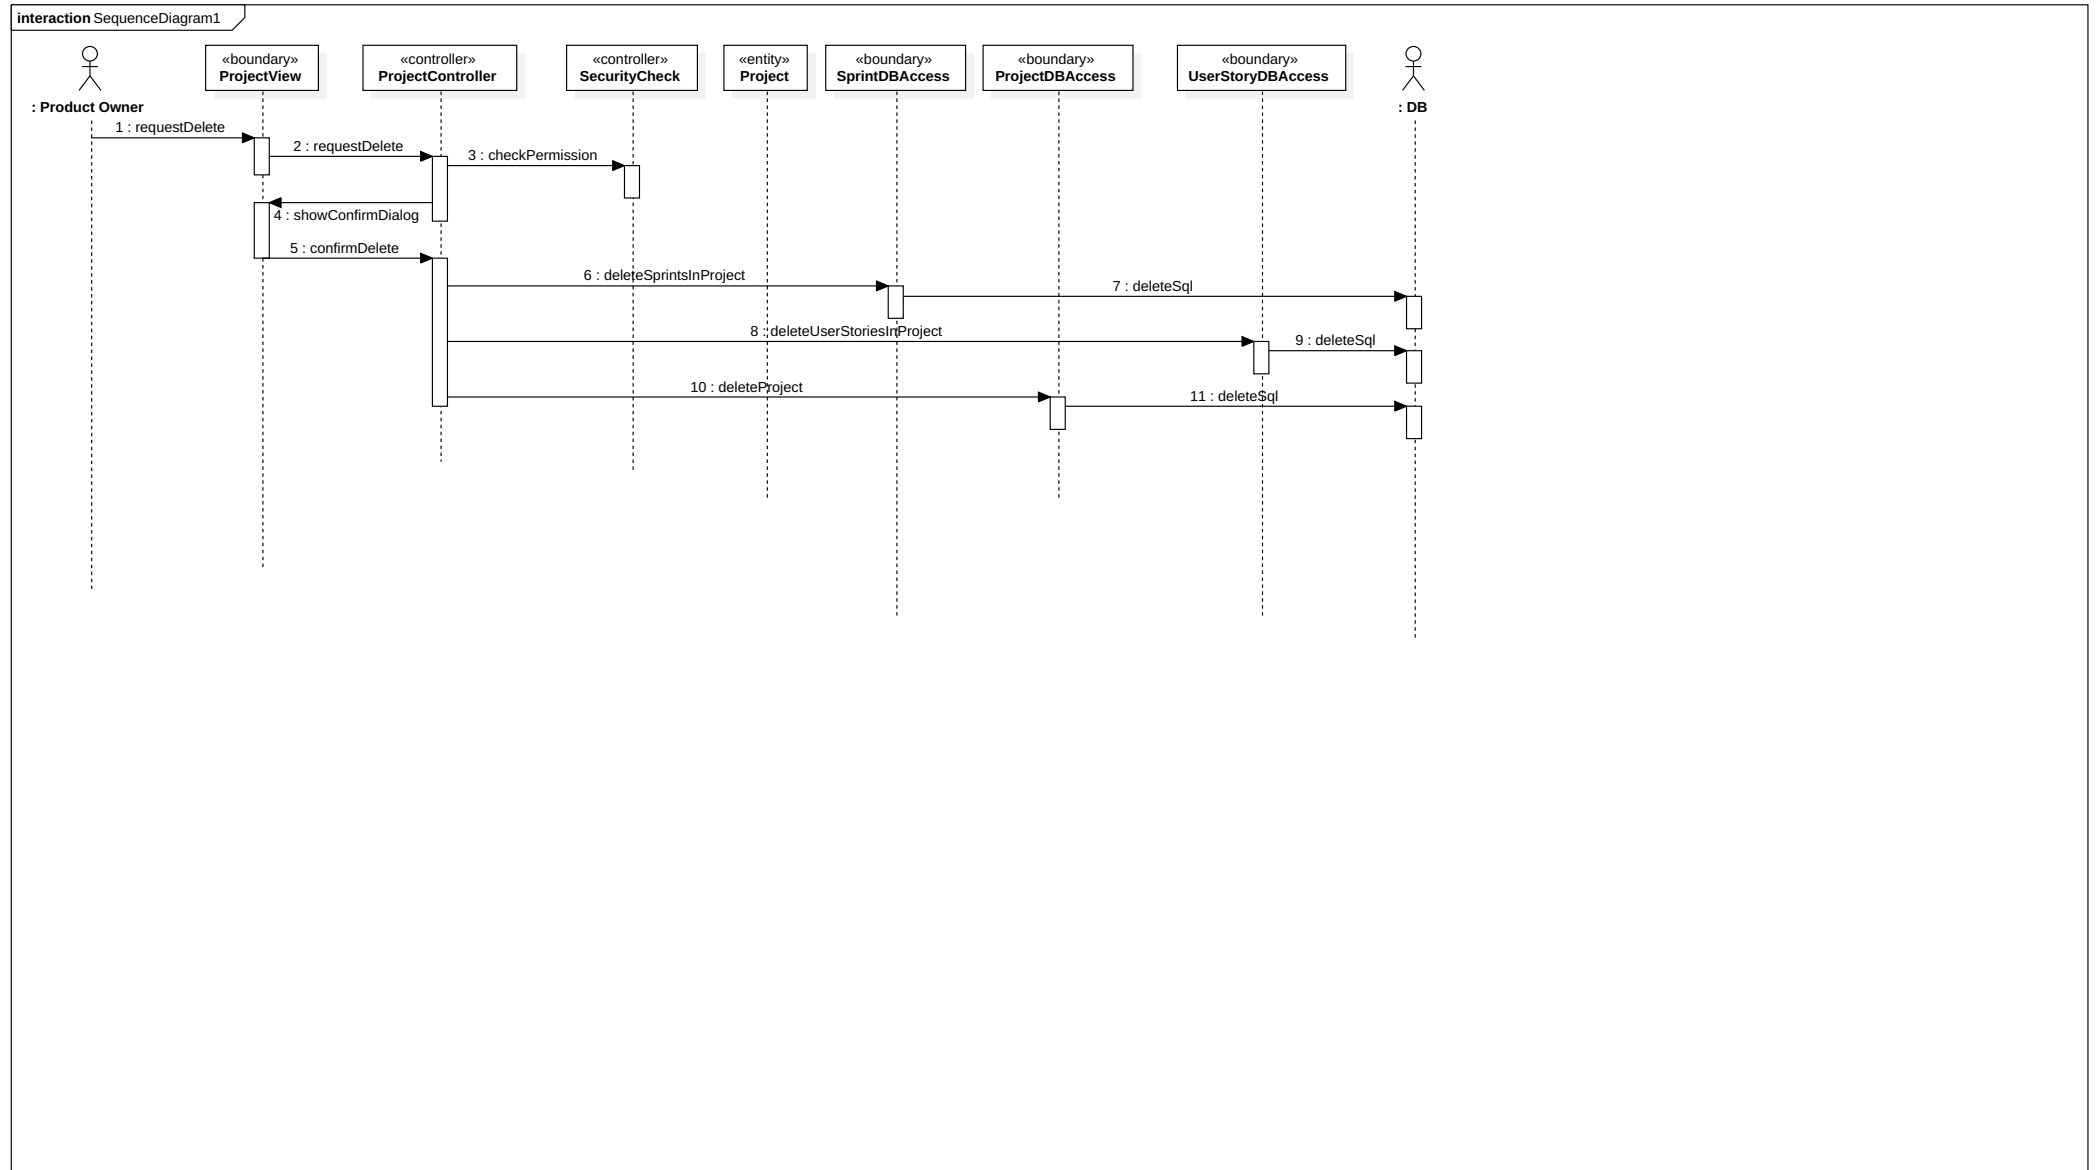 interaction SequenceDiagram1
: Product Owner
«boundary»
ProjectView
«controller»
ProjectController
«controller»
SecurityCheck
«entity»
Project
«boundary»
SprintDBAccess
«boundary»
ProjectDBAccess
«boundary»
UserStoryDBAccess
: DB
1 : requestDelete
2 : requestDelete
3 : checkPermission
4 : showConfirmDialog
5 : confirmDelete
6 : deleteSprintsInProject
7 : deleteSql
8 : deleteUserStoriesInProject
9 : deleteSql
10 : deleteProject
11 : deleteSql